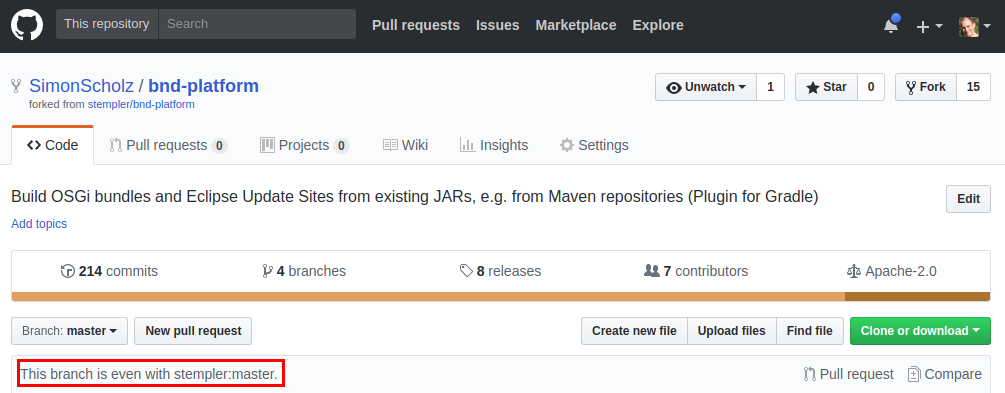 This repository Search Pull requests Issues Marketplace Explore
SimonScholz / bnd-platform Unwatch 1 Star 0 Fork 15
forked from stempler/bnd-platform
Code Pull requests 0 Projects 0 Wiki Insights Settings
Build OSGi bundles and Eclipse Update Sites from existing JARs, e.g. from Maven repositories (Plugin for Gradle) Edit
Add topics
214 commits 4 branches 8 releases 7 contributors Apache-2.0
Branch: master New pull request Create new file Upload files Find file Clone or download
This branch is even with stempler:master. Pull request Compare